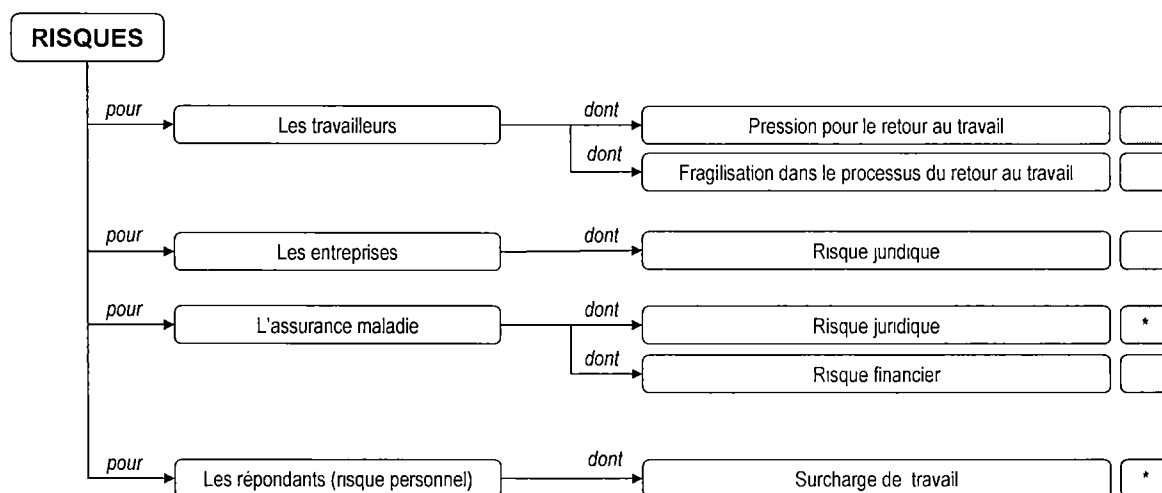 RISQUES
pour Les travailleurs dont Pression pour le retour au travail
dont Fragilisation dans le processus du retour au travail
pour Les entreprises dont Risque jundique
pour L'assurance maladie dont Risque juridique *
dont Risque financier
pour Les répondants (risque personnel) dont Surcharge de travail *